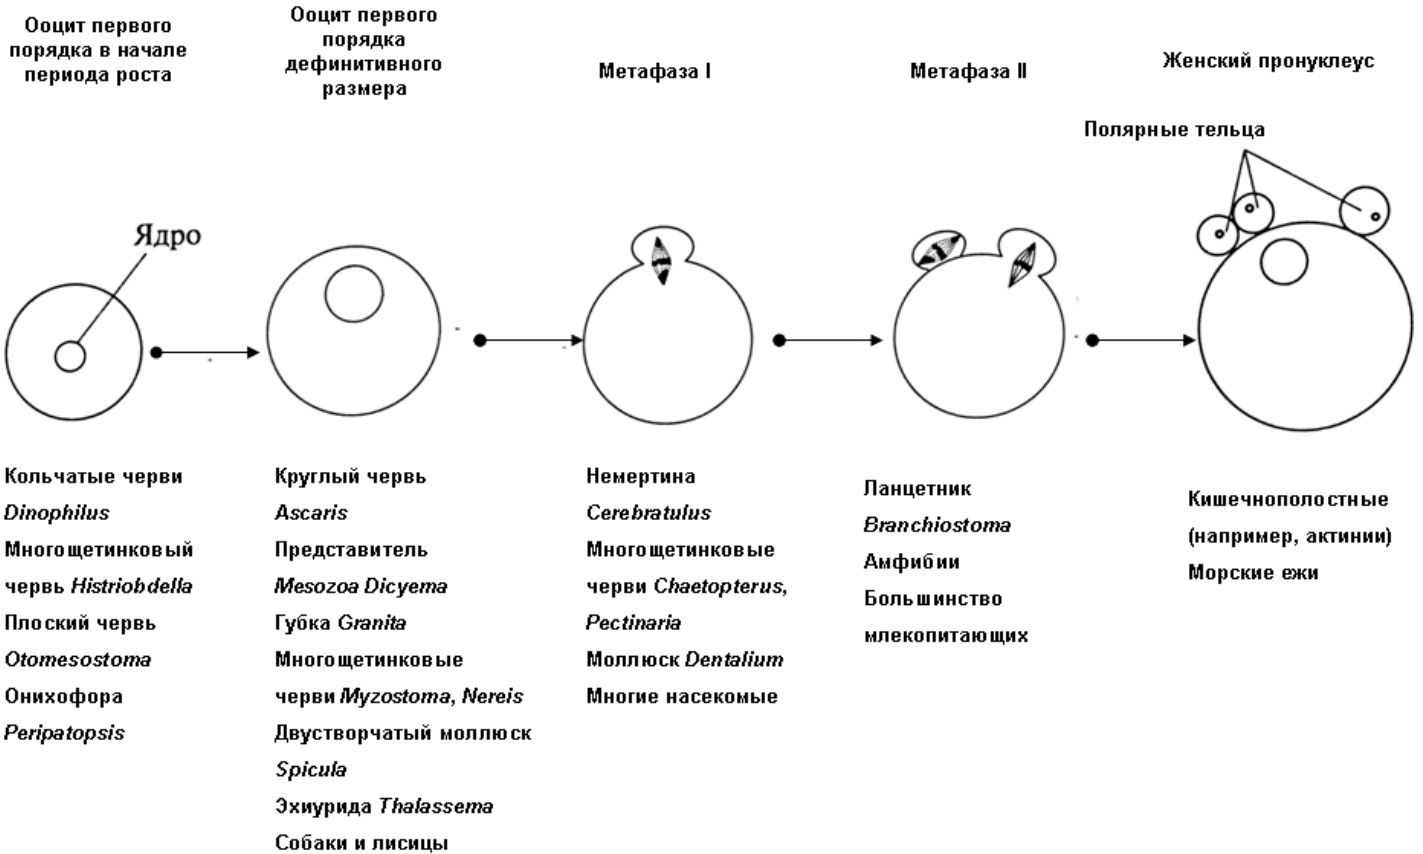 Ооцит первого
порядка в начале
периода роста
Ооцит первого
порядка
дефинитивного
размера
Метафаза I
Метафаза II
Женский пронуклеус
Полярные тельца
Ядро
Кольчатые черви
Dinophilus
Многощетинковый
червь Histriobdella
Плоский червь
Otomesostoma
Онихофора
Peripatopsis
Круглый червь
Ascaris
Представитель
Mesozoa Dicyema
Губка Granita
Многощетинковые
черви Myzostoma, Nereis
Двустворчатый моллюск
Spicula
Эхиурида Thalassema
Собаки и лисицы
Немертина
Cerebratulus
Многощетинковые
черви Chaetopterus,
Pectinaria
Моллюск Dentalium
Многие насекомые
Ланцетник
Branchiostoma
Амфибии
Большинство
млекопитающих
Кишечнополостные
(например, актинии)
Морские ежи